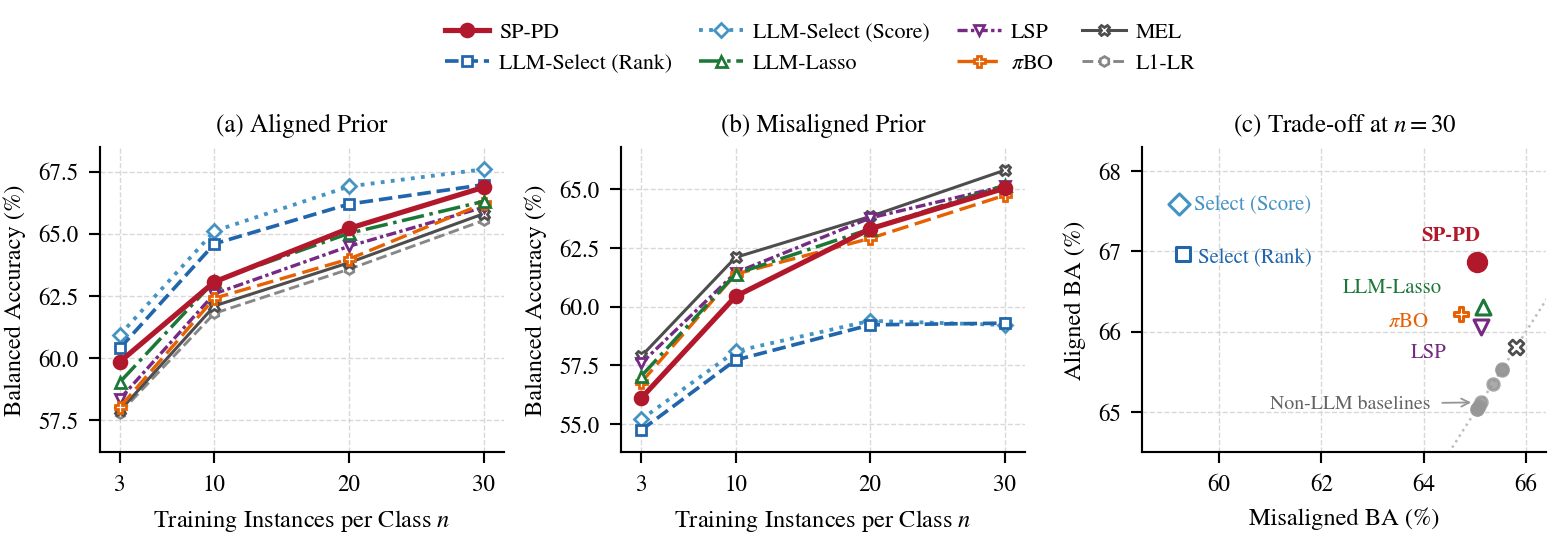 SP-PD
LLM-Select (Score)
LSP
MEL
LLM-Select (Rank)
LLM-Lasso
πBO
L1-LR
(a) Aligned Prior
Balanced Accuracy (%)
67.5
65.0
62.5
60.0
57.5
3 10 20 30
Training Instances per Class n
(b) Misaligned Prior
Balanced Accuracy (%)
65.0
62.5
60.0
57.5
55.0
3 10 20 30
Training Instances per Class n
(c) Trade-off at n = 30
Aligned BA (%)
68
67
66
65
Select (Score)
SP-PD
Select (Rank)
LLM-Lasso
πBO
LSP
Non-LLM baselines
60 62 64 66
Misaligned BA (%)